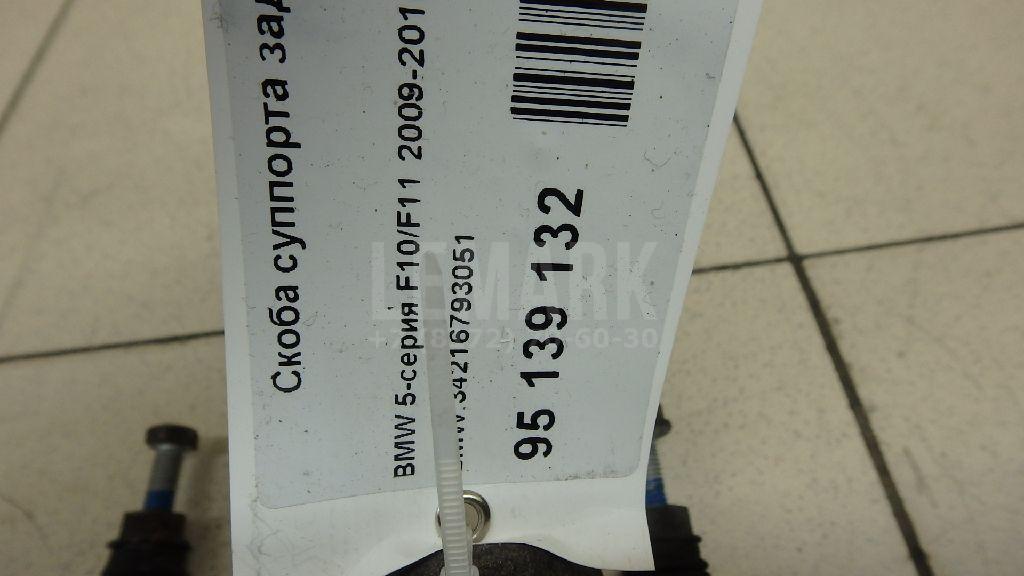 Скоба суппорта зад
BMW 5-серия F10/F11 2009-201
34216793051
95 139 132
LEMARK